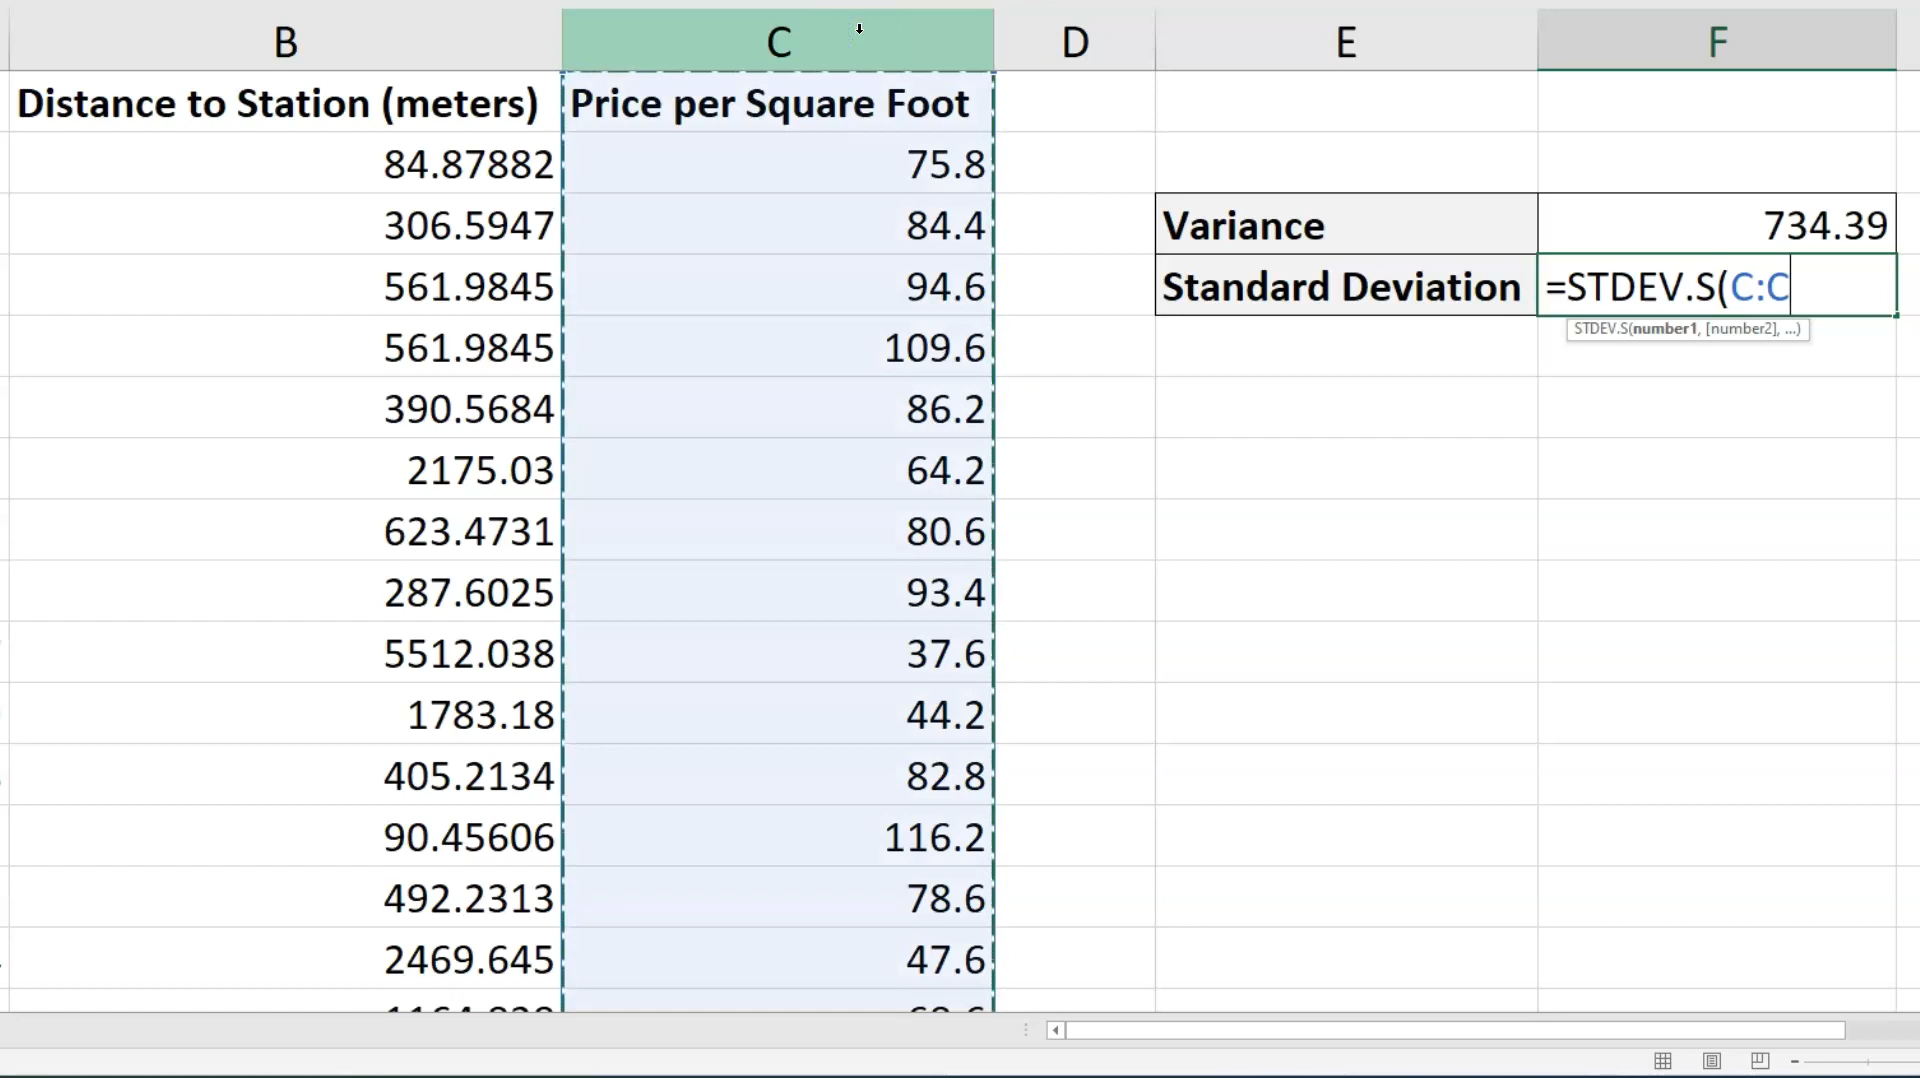 B C D E F
Distance to Station (meters) Price per Square Foot
84.87882 75.8
306.5947 84.4 Variance 734.39
561.9845 94.6 Standard Deviation =STDEV.S(C:C
STDEV.S(number1, [number2], ...)
561.9845 109.6
390.5684 86.2
2175.03 64.2
623.4731 80.6
287.6025 93.4
5512.038 37.6
1783.18 44.2
405.2134 82.8
90.45606 116.2
492.2313 78.6
2469.645 47.6